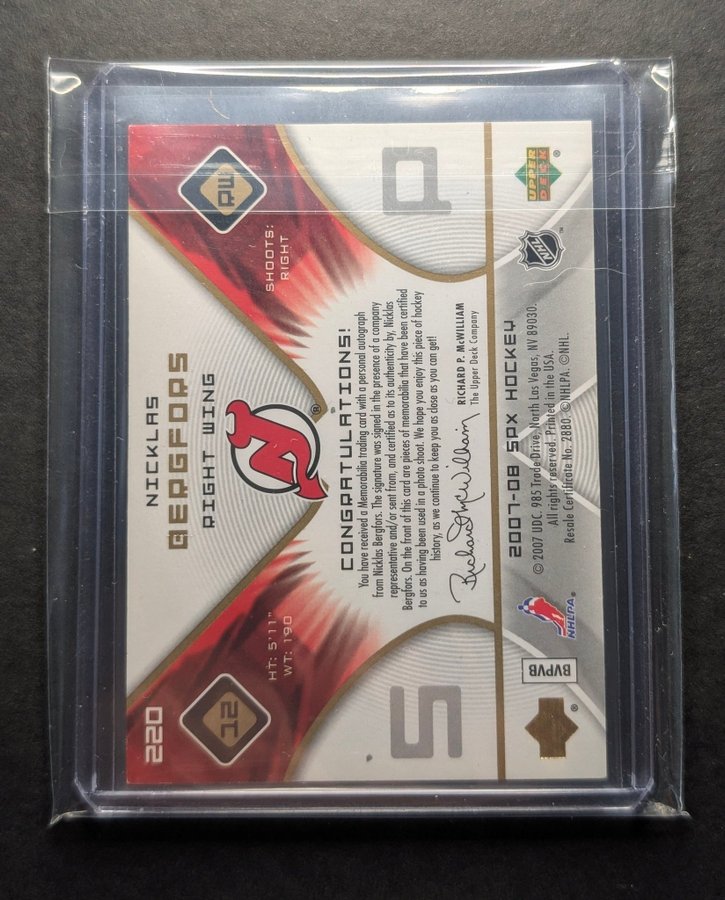 220
NICKLAS
BERGFORS
RIGHT WING
12
RW
HT: 5'11"
WT: 190
SHOOTS:
RIGHT
®
CONGRATULATIONS!
You have received a Memorabilia trading card with a personal autograph
from Nicklas Bergfors. The signature was signed in the presence of a company
representative and/or sent from, and certified as to its authenticity by, Nicklas
Bergfors. On the front of this card are pieces of memorabilia that have been certified
to us as having been used in a photo shoot. We hope you enjoy this piece of hockey
history, as we continue to keep you as close as you can get!
S
P
Richard P. McWilliam
RICHARD P. McWILLIAM
The Upper Deck Company
2007-08 SPX HOCKEY
© 2007 UDC. 985 Trade Drive, North Las Vegas, NV 89030.
All rights reserved. Printed in the USA.
Resale Certificate No. 2880. ©NHLPA. ©NHL.
BVPVB
NHLPA®
NHL™
UPPER
DECK®
®